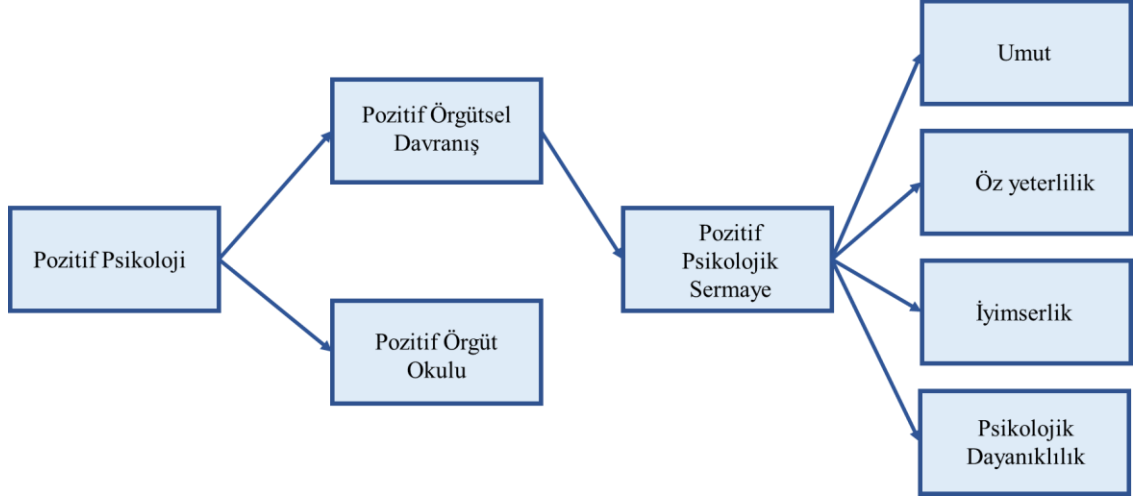 Pozitif Psikoloji
Pozitif Örgütsel
Davranış
Pozitif Örgüt
Okulu
Pozitif
Psikolojik
Sermaye
Umut
Öz yeterlilik
İyimserlik
Psikolojik
Dayanıklılık